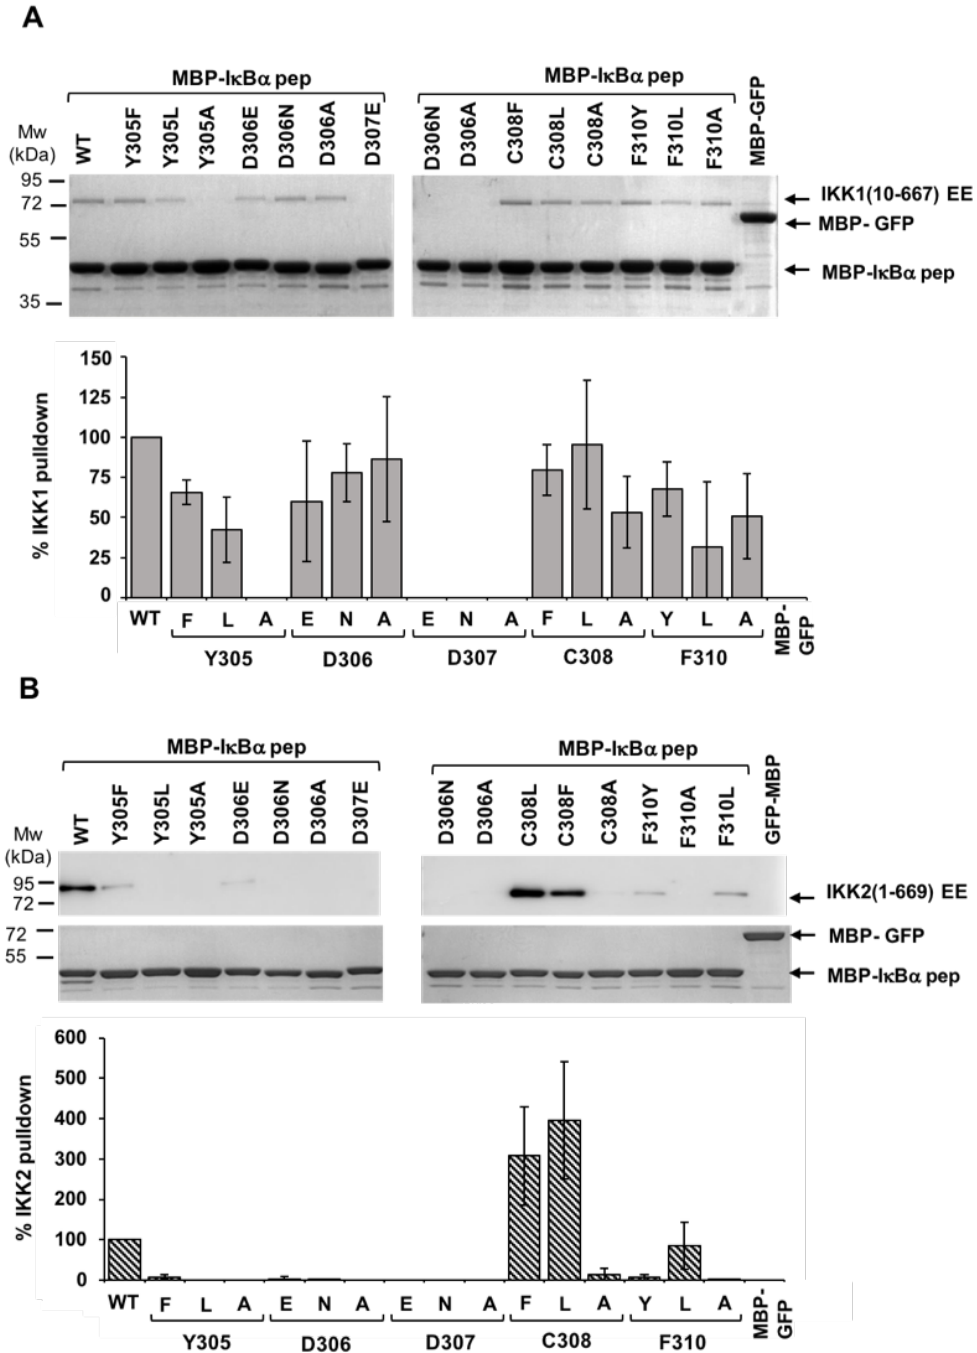 A
MBP-IκBα pep
MBP-IκBα pep
Mw
(kDa)
WT
Y305F
Y305L
Y305A
D306E
D306N
D306A
D307E
D306N
D306A
C308F
C308L
C308A
F310Y
F310L
F310A
MBP-GFP
95
72
55
35
IKK1(10-667) EE
MBP- GFP
MBP-IκBα pep
% IKK1 pulldown
150
125
100
75
50
25
0
WT F L A E N A E N A F L A Y L A MBP-GFP
Y305 D306 D307 C308 F310
B
MBP-IκBα pep
MBP-IκBα pep
Mw
(kDa)
WT
Y305F
Y305L
Y305A
D306E
D306N
D306A
D307E
D306N
D306A
C308L
C308F
C308A
F310Y
F310A
F310L
GFP-MBP
95
72
72
55
IKK2(1-669) EE
MBP- GFP
MBP-IκBα pep
% IKK2 pulldown
600
500
400
300
200
100
0
WT F L A E N A E N A F L A Y L A MBP-GFP
Y305 D306 D307 C308 F310